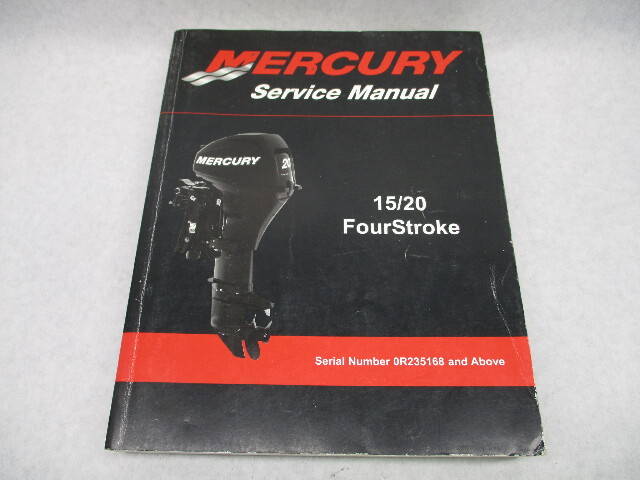 MERCURY
Service Manual
MERCURY
20
15/20
FourStroke
Serial Number 0R235168 and Above